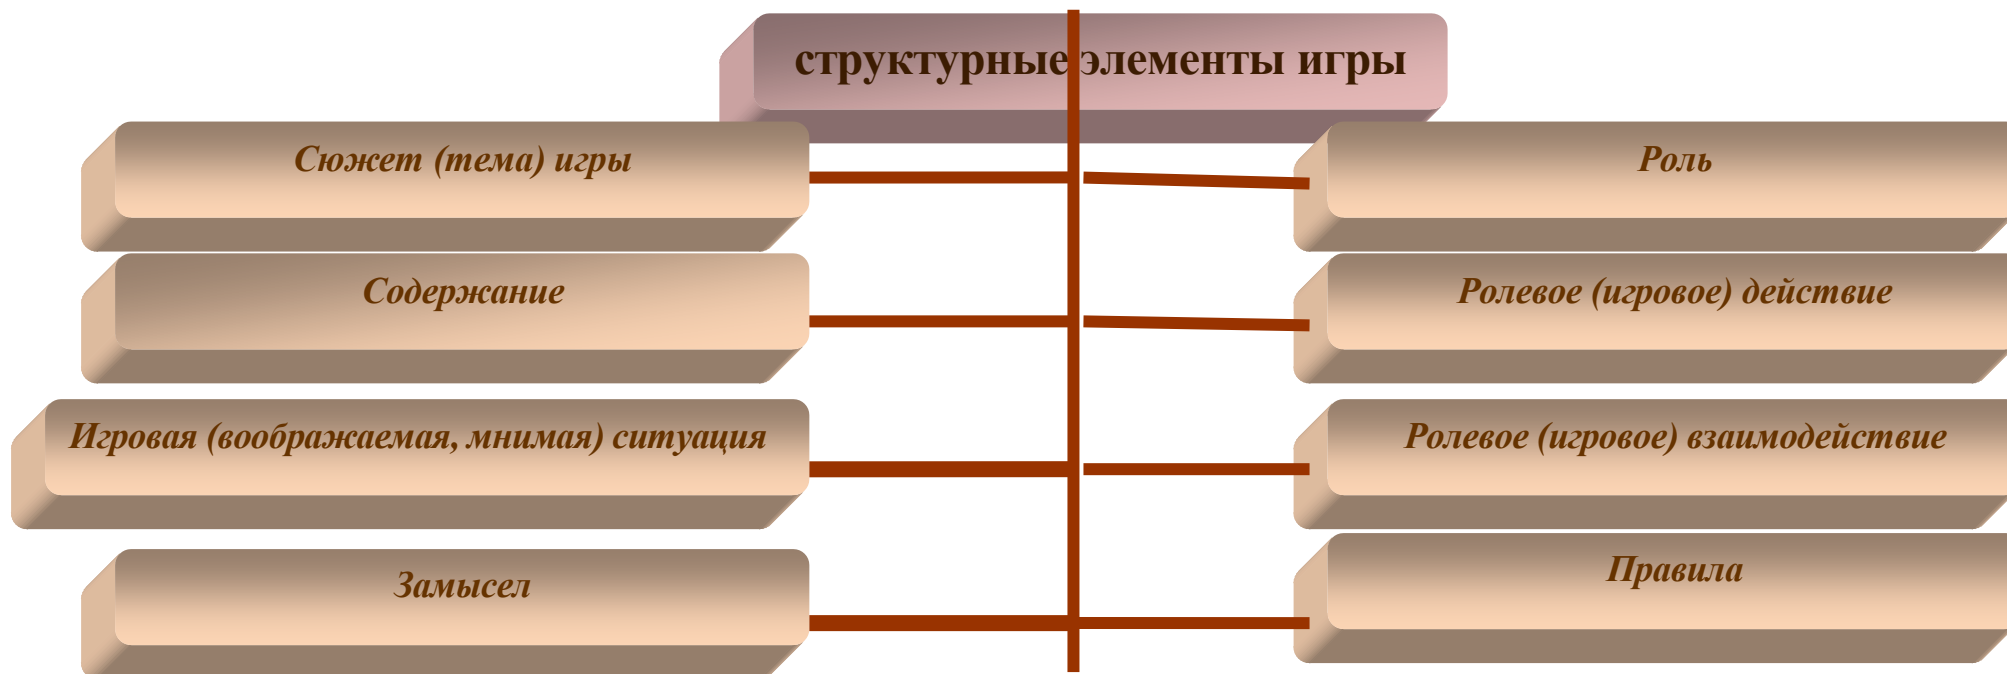 структурные элементы игры
Сюжет (тема) игры
Роль
Содержание
Ролевое (игровое) действие
Игровая (воображаемая, мнимая) ситуация
Ролевое (игровое) взаимодействие
Замысел
Правила